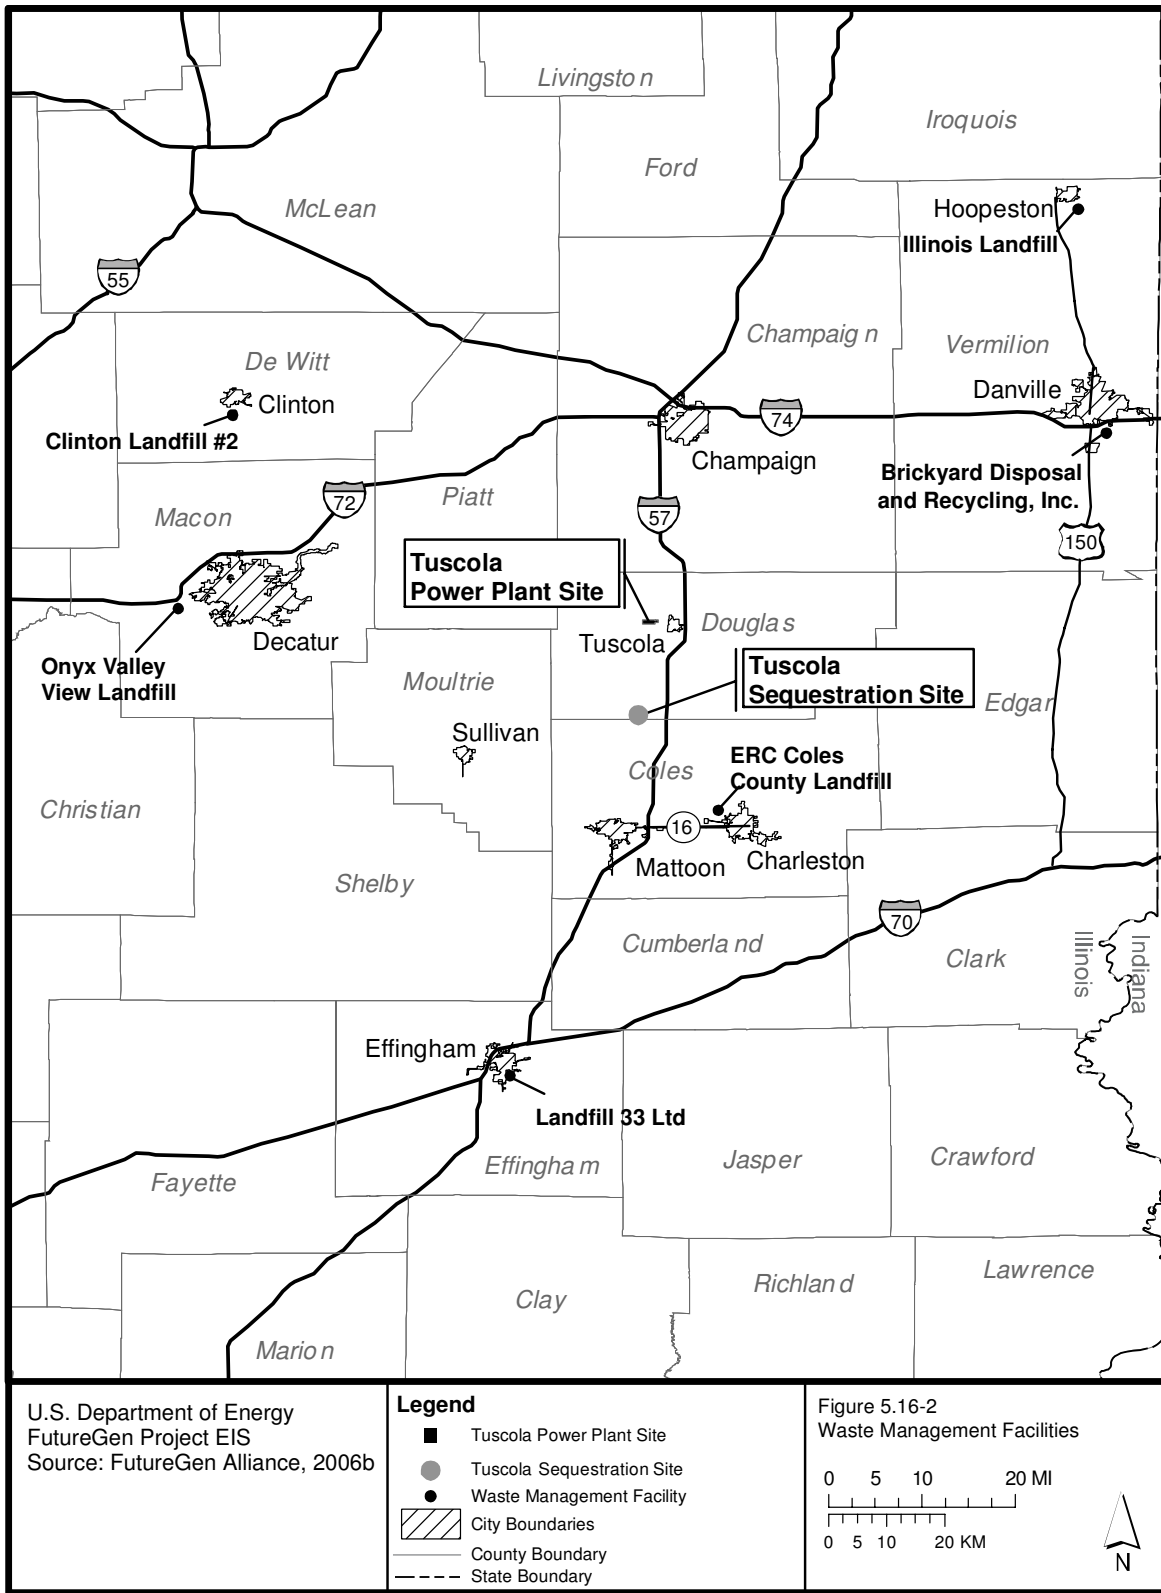 Livingston
Iroquois
Ford
McLean
Hoopeston
Illinois Landfill
55
Champaign
De Witt
Vermilion
Clinton
Danville
Clinton Landfill #2
74
Champaign
Brickyard Disposal
and Recycling, Inc.
72
Piatt
Macon
57
150
Tuscola
Power Plant Site
Decatur
Tuscola
Douglas
Onyx Valley
View Landfill
Moultrie
Tuscola
Sequestration Site
Edgar
Sullivan
ERC Coles
County Landfill
Coles
Christian
16
Mattoon
Charleston
Shelby
70
Cumberland
Clark
Illinois
Indiana
Effingham
Landfill 33 Ltd
Effingham
Jasper
Crawford
Fayette
Lawrence
Richland
Clay
Marion
U.S. Department of Energy
FutureGen Project EIS
Source: FutureGen Alliance, 2006b
Legend
Tuscola Power Plant Site
Tuscola Sequestration Site
Waste Management Facility
City Boundaries
County Boundary
State Boundary
Figure 5.16-2
Waste Management Facilities
0 5 10 20 MI
0 5 10 20 KM
N